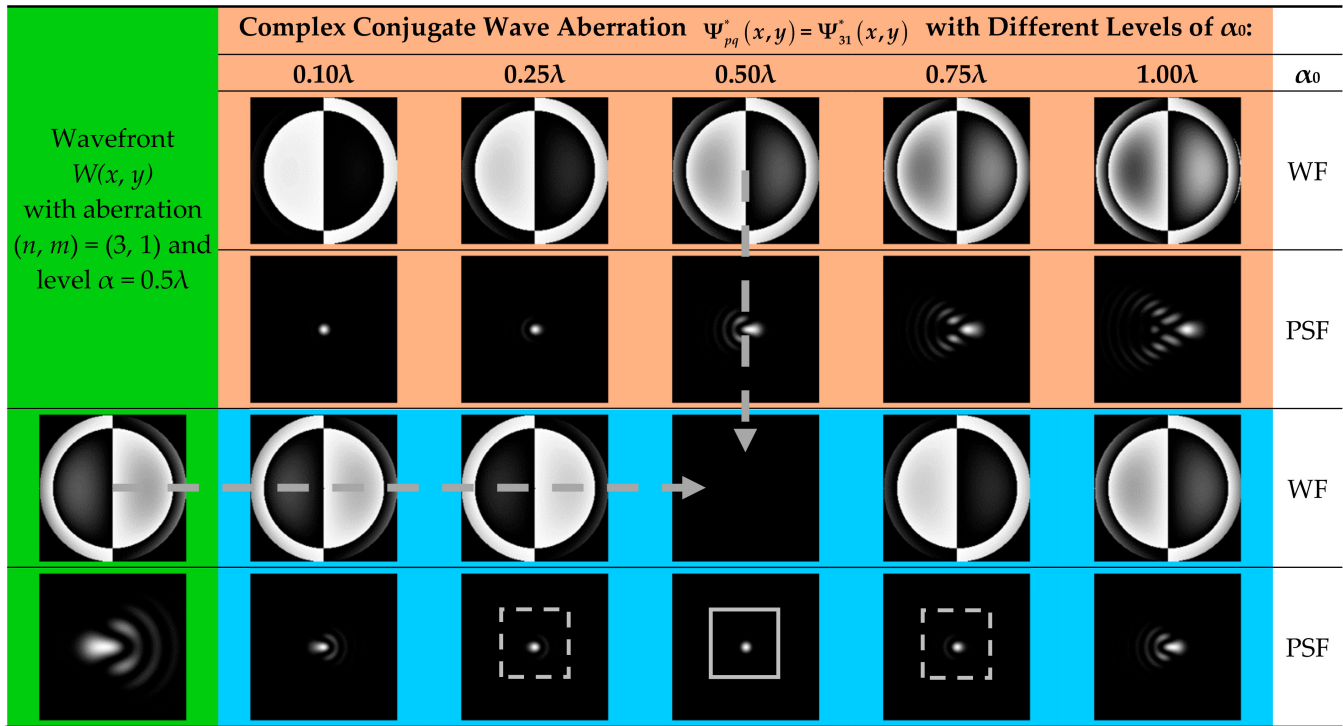 Complex Conjugate Wave Aberration Ψ*pq(x,y)=Ψ*31(x,y) with Different Levels of α0:
0.10λ 0.25λ 0.50λ 0.75λ 1.00λ α0
Wavefront
W(x, y)
with aberration
(n, m) = (3, 1) and
level α = 0.5λ
WF
PSF
WF
PSF